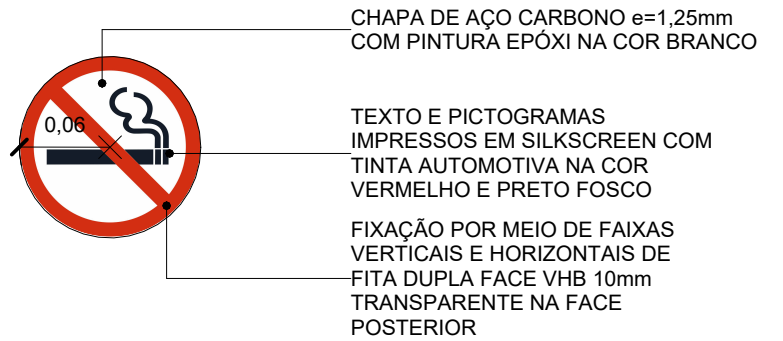 CHAPA DE AÇO CARBONO e=1,25mm
COM PINTURA EPÓXI NA COR BRANCO
0,06
TEXTO E PICTOGRAMAS
IMPRESSOS EM SILKSCREEN COM
TINTA AUTOMOTIVA NA COR
VERMELHO E PRETO FOSCO
FIXAÇÃO POR MEIO DE FAIXAS
VERTICAIS E HORIZONTAIS DE
FITA DUPLA FACE VHB 10mm
TRANSPARENTE NA FACE
POSTERIOR